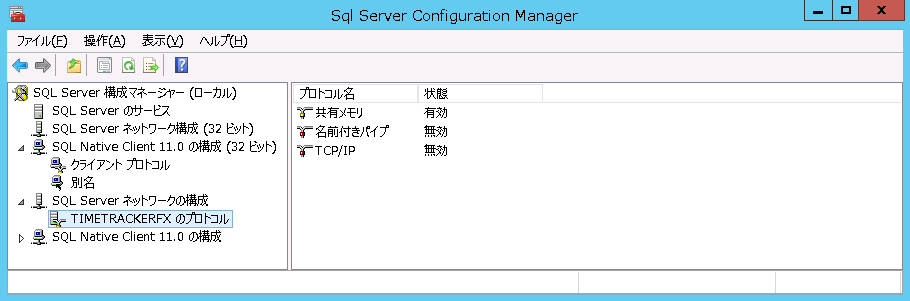 Sql Server Configuration Manager
ファイル(F) 操作(A) 表示(V) ヘルプ(H)
SQL Server 構成マネージャー (ローカル)
SQL Server のサービス
SQL Server ネットワーク構成 (32 ビット)
SQL Native Client 11.0 の構成 (32 ビット)
クライアント プロトコル
別名
SQL Server ネットワークの構成
TIMETRACKERFX のプロトコル
SQL Native Client 11.0 の構成
プロトコル名 状態
共有メモリ 有効
名前付きパイプ 無効
TCP/IP 無効